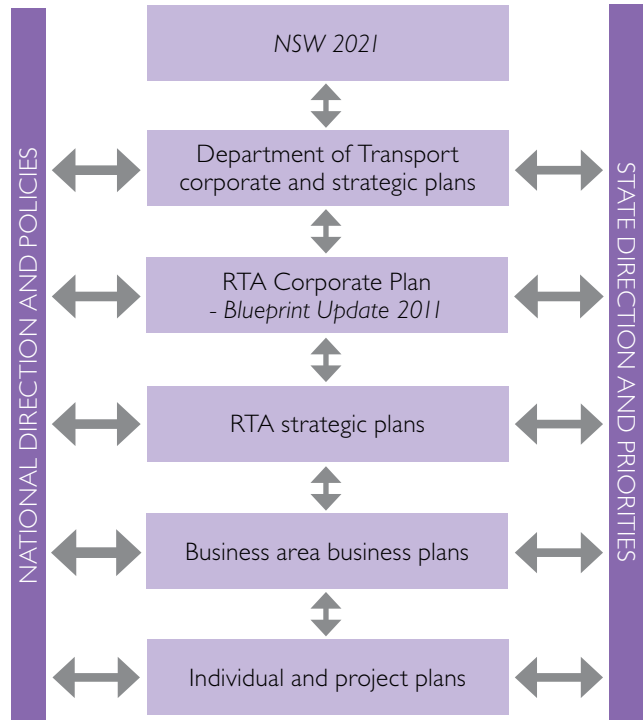 NSW 2021
NATIONAL DIRECTION AND POLICIES
STATE DIRECTION AND PRIORITIES
Department of Transport
corporate and strategic plans
RTA Corporate Plan
- Blueprint Update 2011
RTA strategic plans
Business area business plans
Individual and project plans